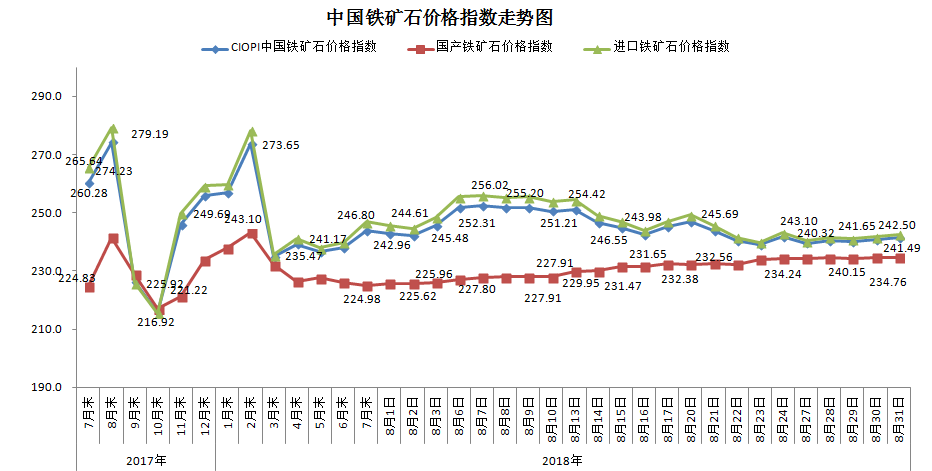 中国铁矿石价格指数走势图
CIOPI中国铁矿石价格指数 国产铁矿石价格指数 进口铁矿石价格指数
290.0
270.0
250.0
230.0
210.0
190.0
265.64
260.28
224.83
274.23
279.19
225.92
216.92
221.22
249.69
243.10
273.65
235.47
241.17
246.80
224.98
242.96
244.61
225.62
225.96
245.48
256.02
252.31
227.80
255.20
227.91
227.91
251.21
254.42
229.95
246.55
231.47
243.98
231.65
232.38
245.69
232.56
243.10
234.24
240.32
240.15
241.65
242.50
241.49
234.76
7月末
8月末
9月末
10月末
11月末
12月末
1月末
2月末
3月末
4月末
5月末
6月末
7月末
8月1日
8月2日
8月3日
8月6日
8月7日
8月8日
8月9日
8月10日
8月13日
8月14日
8月15日
8月16日
8月17日
8月20日
8月21日
8月22日
8月23日
8月24日
8月27日
8月28日
8月29日
8月30日
8月31日
2017年 2018年